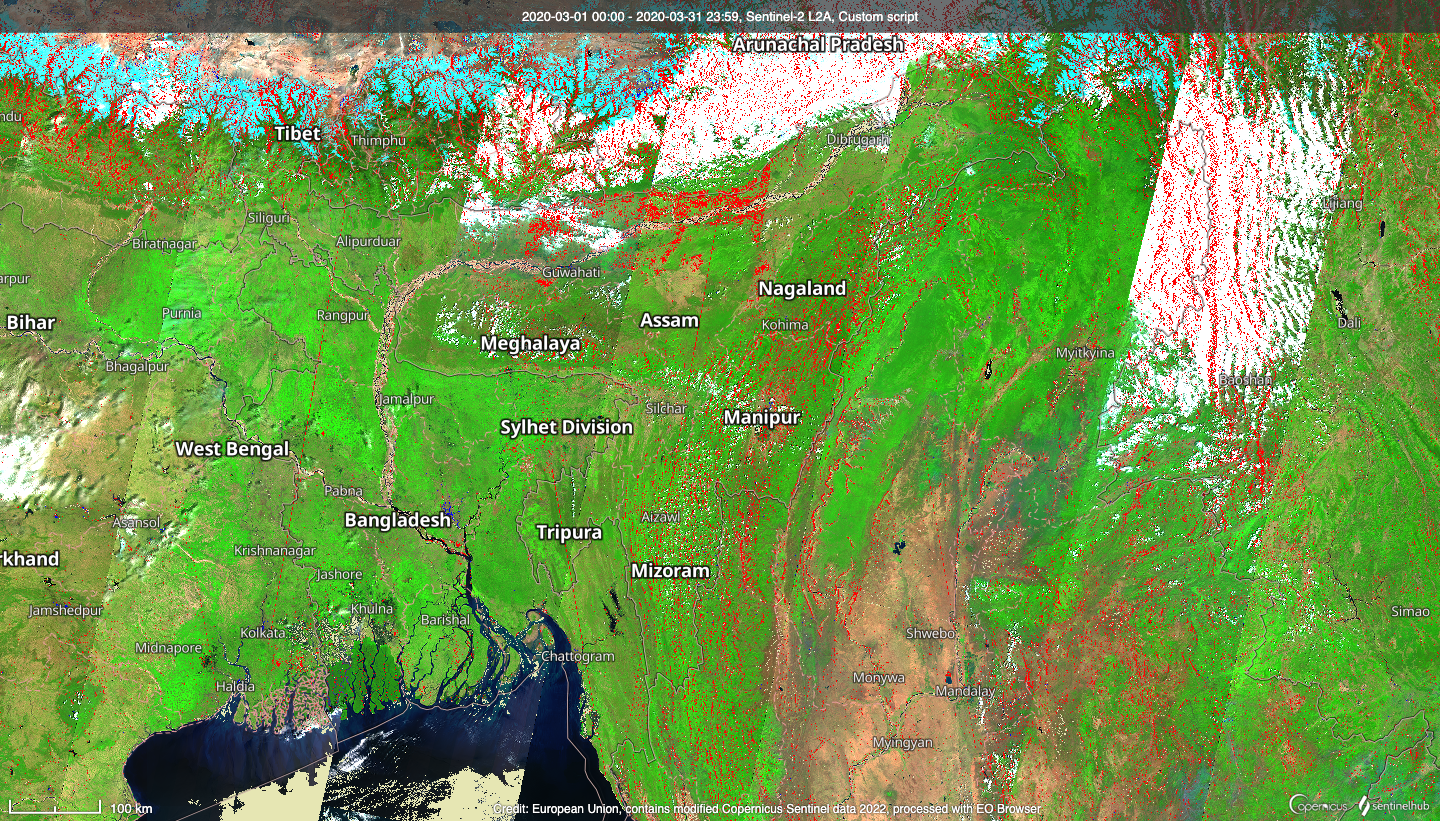 2020-03-01 00:00 - 2020-03-31 23:59, Sentinel-2 L2A, Custom script
Arunachal Pradesh
ndu
Tibet
Thimphu
Dibrugarh
Lijiang
Siliguri
Biratnagar
Alipurduar
Guwahati
arpur
Nagaland
Purnia
Rangpur
Bihar
Assam
Kohima
Dali
Meghalaya
Myitkyina
Bhagalpur
Baoshan
Jamalpur
Silchar
Manipur
Sylhet Division
West Bengal
Pabna
Asansol
Bangladesh
Aizawl
Tripura
Krishnanagar
rkhand
Jashore
Mizoram
Jamshedpur
Khulna
Barishal
Simao
Kolkata
Shwebo
Midnapore
Chattogram
Haldia
Monywa
Mandalay
Myingyan
100 km
Credit: European Union, contains modified Copernicus Sentinel data 2022, processed with EO Browser
opernicus
sentinelhub